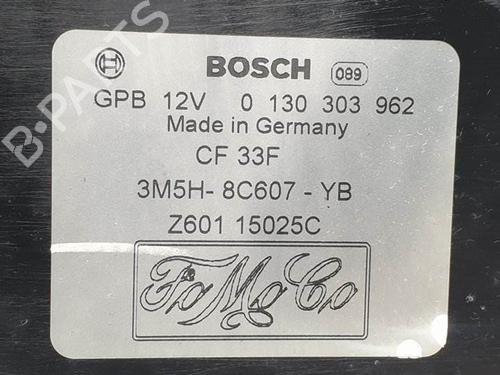 BOSCH 089
GPB 12V 0 130 303 962
Made in Germany
CF 33F
3M5H- 8C607 - YB
Z601 15025C
FoMoCo
B-PARTS